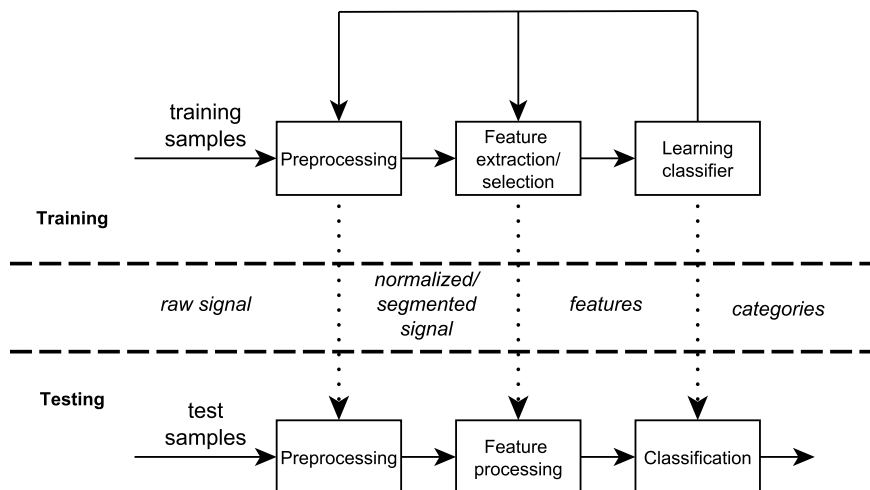 training
samples
Preprocessing
Feature
extraction/
selection
Learning
classifier
Training
raw signal
normalized/
segmented
signal
features
categories
Testing
test
samples
Preprocessing
Feature
processing
Classification